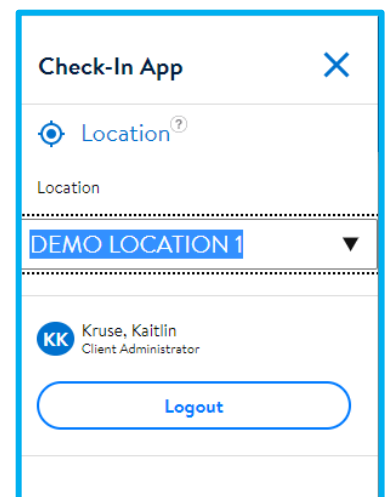 Check-In App
Location?
Location
DEMO LOCATION 1
KK Kruse, Kaitlin
Client Administrator
Logout